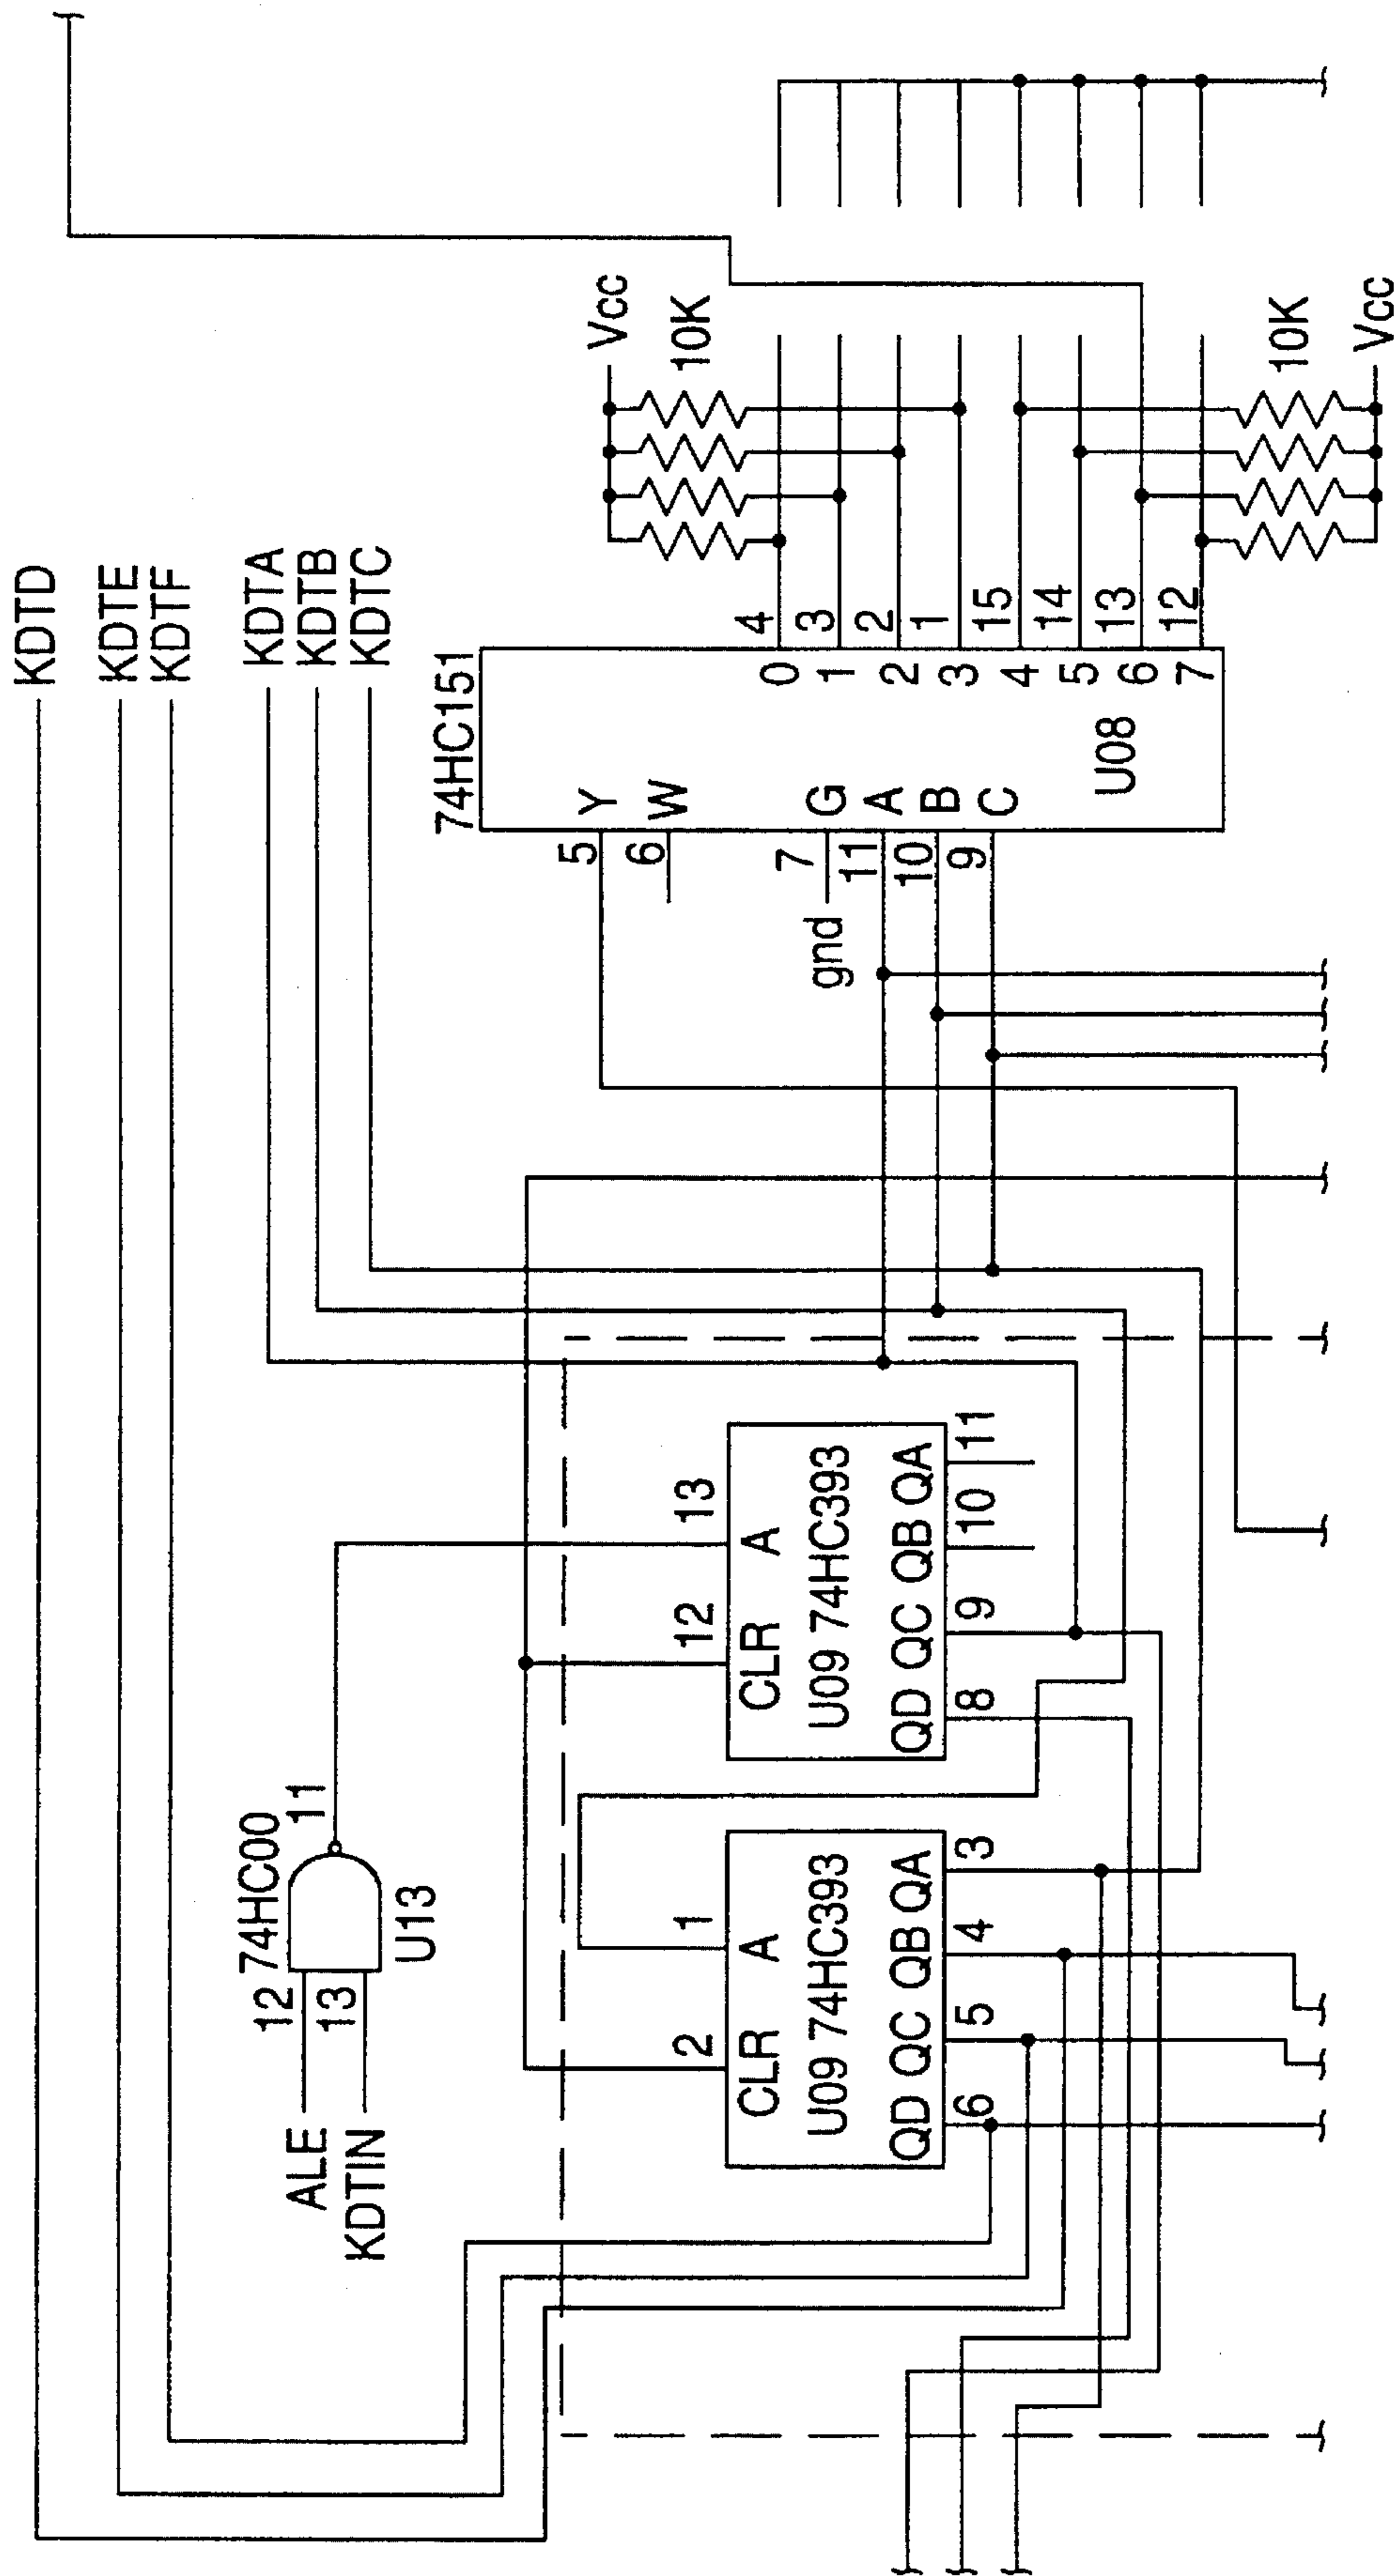 KDTD
KDTE
KDTF
KDTA
KDTB
KDTC
74HC00
12
13
11
U13
ALE
KDTIN
2
1
CLR
A
U09 74HC393
QD QC QB QA
6
5
4
3
12
13
CLR
A
U09 74HC393
QD QC QB QA
8
9
10
11
74HC151
5
Y
6
W
7
G
gnd
11
A
10
B
9
C
U08
0
4
1
3
2
2
3
1
4
15
5
14
6
13
7
12
Vcc
10K
10K
Vcc